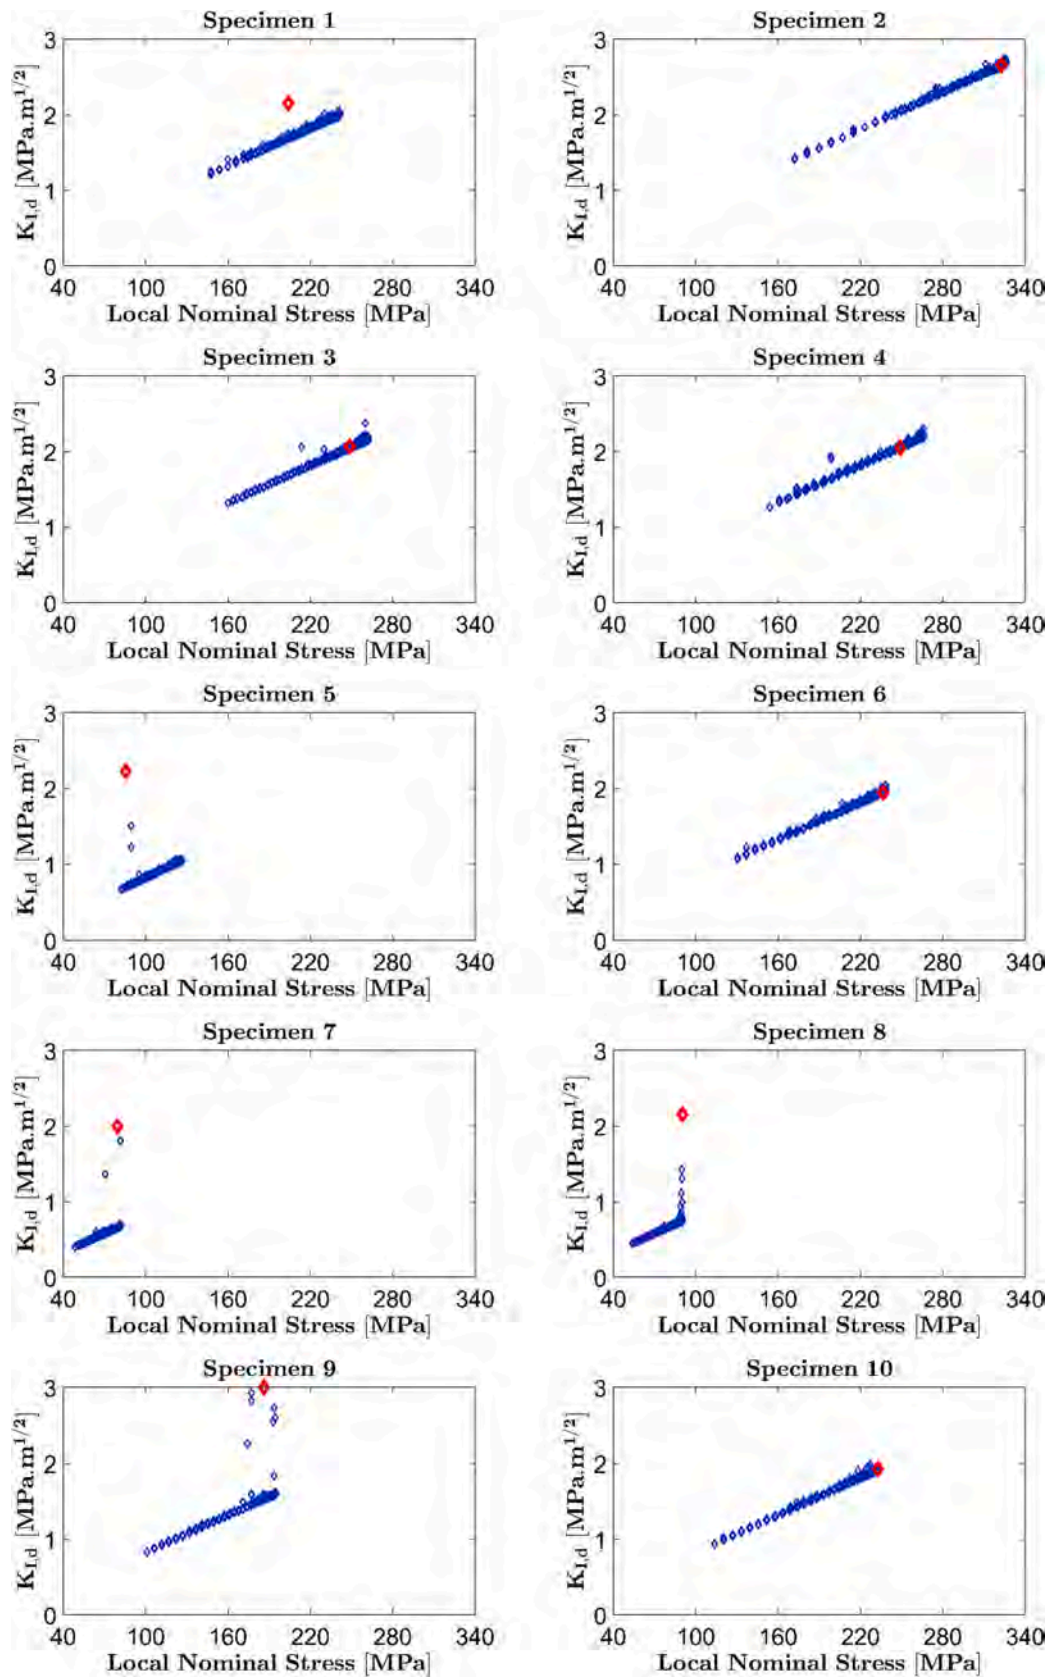 Specimen 1
3
2
1
0
K_I,d [MPa.m^1/2]
40 100 160 220 280 340
Local Nominal Stress [MPa]
Specimen 2
3
2
1
0
K_I,d [MPa.m^1/2]
40 100 160 220 280 340
Local Nominal Stress [MPa]
Specimen 3
3
2
1
0
K_I,d [MPa.m^1/2]
40 100 160 220 280 340
Local Nominal Stress [MPa]
Specimen 4
3
2
1
0
K_I,d [MPa.m^1/2]
40 100 160 220 280 340
Local Nominal Stress [MPa]
Specimen 5
3
2
1
0
K_I,d [MPa.m^1/2]
40 100 160 220 280 340
Local Nominal Stress [MPa]
Specimen 6
3
2
1
0
K_I,d [MPa.m^1/2]
40 100 160 220 280 340
Local Nominal Stress [MPa]
Specimen 7
3
2
1
0
K_I,d [MPa.m^1/2]
40 100 160 220 280 340
Local Nominal Stress [MPa]
Specimen 8
3
2
1
0
K_I,d [MPa.m^1/2]
40 100 160 220 280 340
Local Nominal Stress [MPa]
Specimen 9
3
2
1
0
K_I,d [MPa.m^1/2]
40 100 160 220 280 340
Local Nominal Stress [MPa]
Specimen 10
3
2
1
0
K_I,d [MPa.m^1/2]
40 100 160 220 280 340
Local Nominal Stress [MPa]